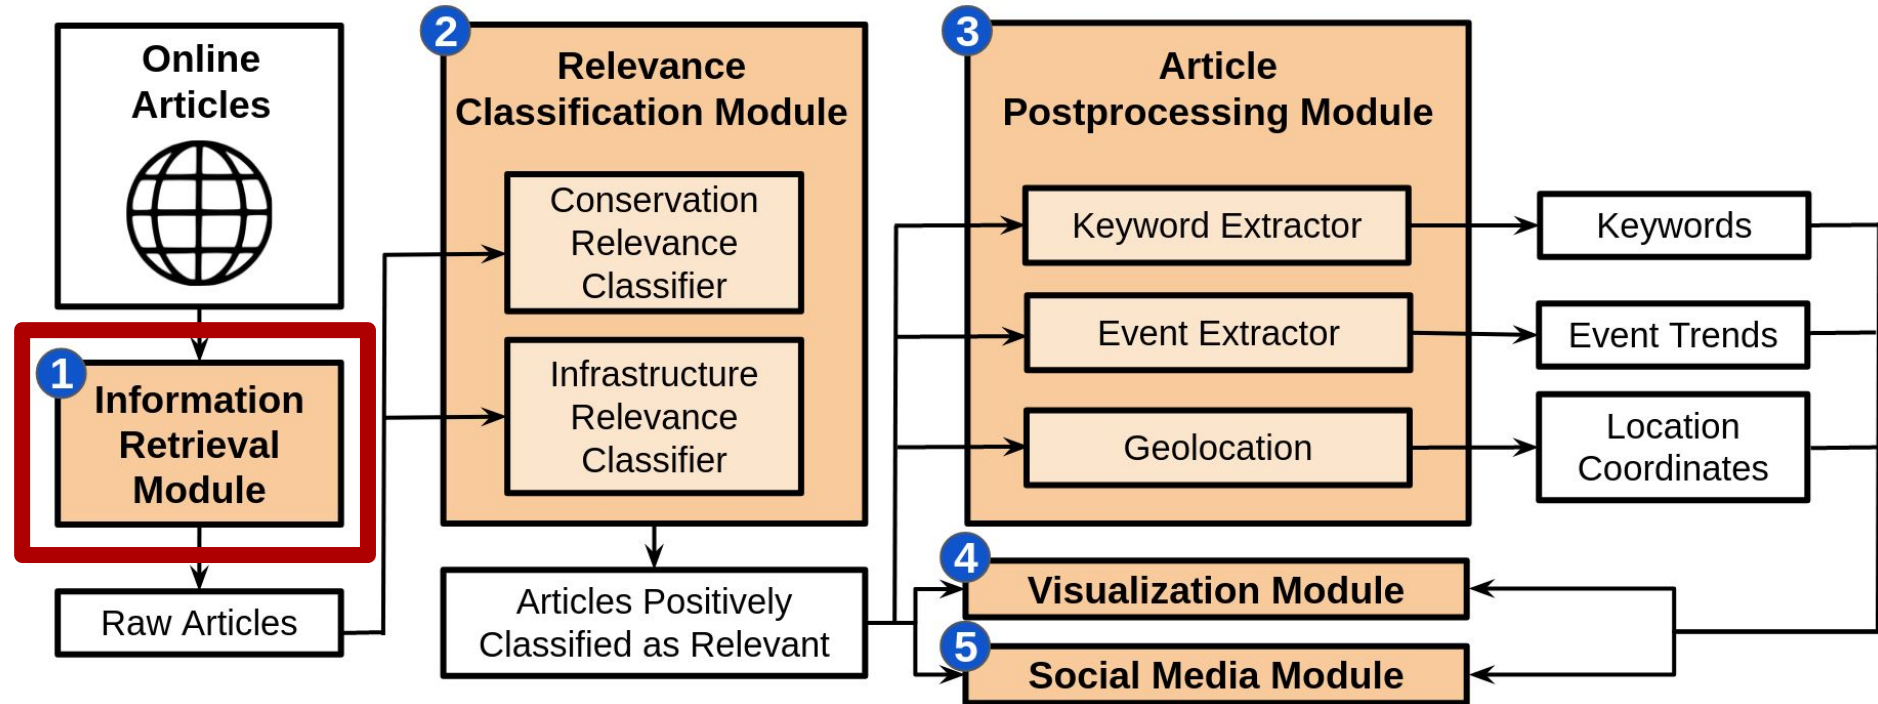 Online
Articles
1
Information
Retrieval
Module
Raw Articles
2
Relevance
Classification Module
Conservation
Relevance
Classifier
Infrastructure
Relevance
Classifier
Articles Positively
Classified as Relevant
3
Article
Postprocessing Module
Keyword Extractor
Event Extractor
Geolocation
Keywords
Event Trends
Location
Coordinates
4
Visualization Module
5
Social Media Module